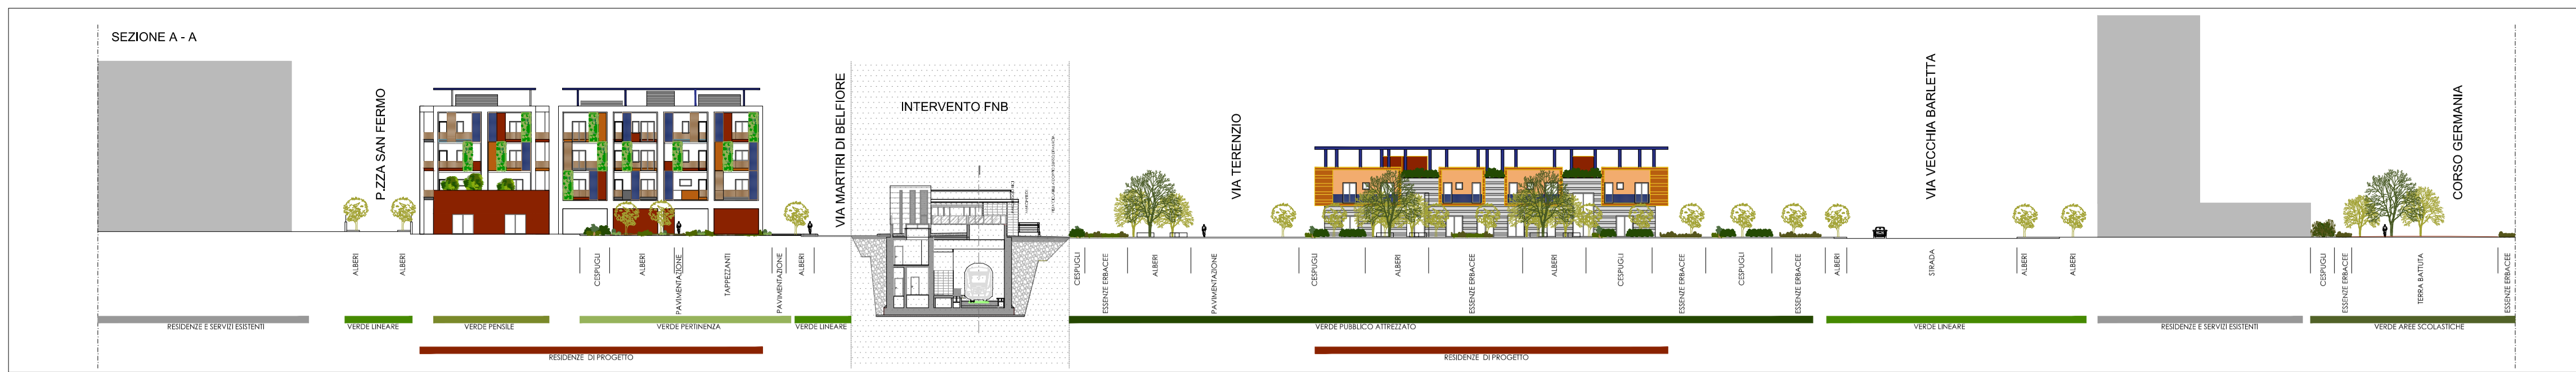 SEZIONE A - A
P.ZZA SAN FERMO
VIA MARTIRI DI BELFIORE
INTERVENTO FNB
VIA TERENZIO
VIA VECCHIA BARLETTA
CORSO GERMANIA
ALBERI
ALBERI
CESPUGLI
ALBERI
PAVIMENTAZIONE
TAPPEZZANTI
PAVIMENTAZIONE
ALBERI
CESPUGLI
ESSENZE ERBACEE
ALBERI
PAVIMENTAZIONE
CESPUGLI
ALBERI
ESSENZE ERBACEE
ALBERI
CESPUGLI
ESSENZE ERBACEE
CESPUGLI
ESSENZE ERBACEE
ALBERI
STRADA
ALBERI
ALBERI
CESPUGLI
ESSENZE ERBACEE
TERRA BATTUTA
ESSENZE ERBACEE
RESIDENZE E SERVIZI ESISTENTI
VERDE LINEARE
VERDE PENSILE
VERDE PERTINENZA
VERDE LINEARE
VERDE PUBBLICO ATTREZZATO
VERDE LINEARE
RESIDENZE E SERVIZI ESISTENTI
VERDE AREE SCOLASTICHE
RESIDENZE DI PROGETTO
RESIDENZE DI PROGETTO